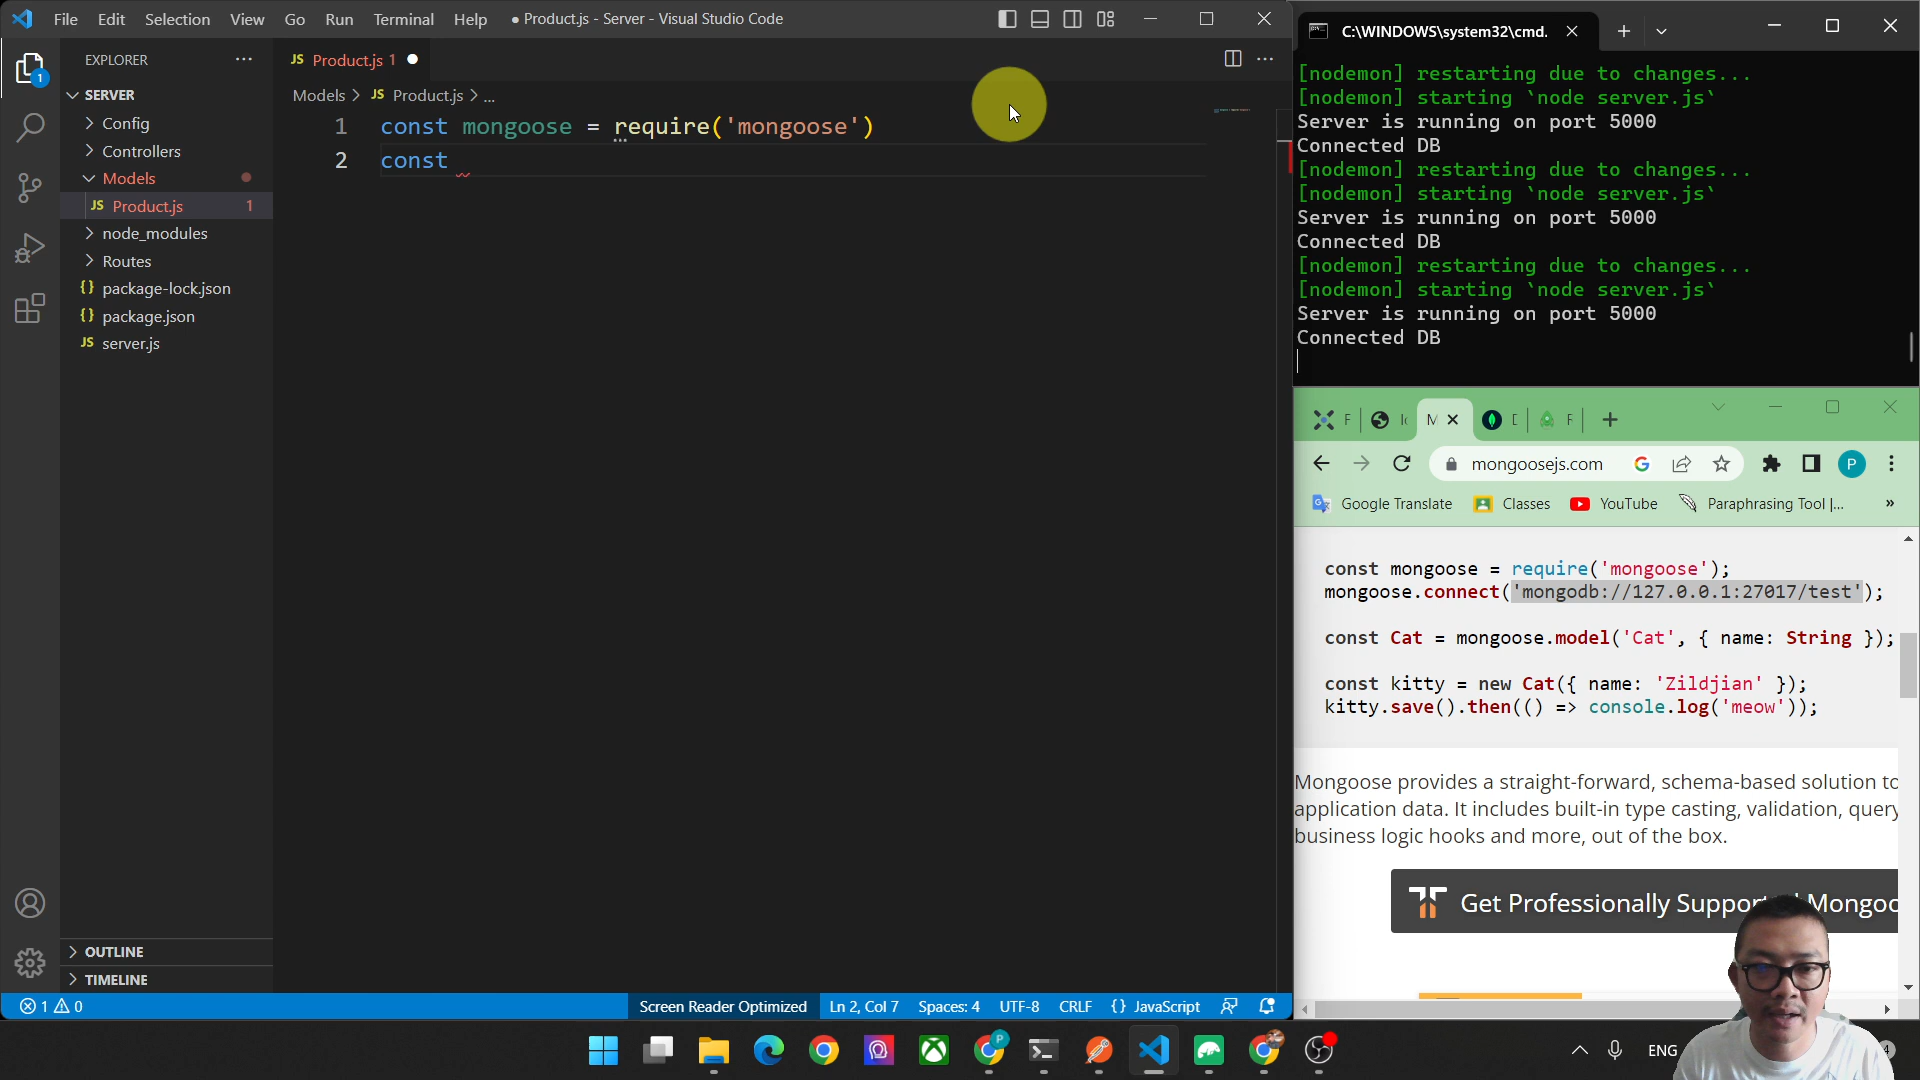 File Edit Selection View Go Run Terminal Help
● Product.js - Server - Visual Studio Code
EXPLORER
SERVER
Config
Controllers
Models
JS Product.js 1
node_modules
Routes
{} package-lock.json
{} package.json
JS server.js
OUTLINE
TIMELINE
JS Product.js 1
Models > JS Product.js > ...
1 const mongoose = require('mongoose')
2 const
1
1 0
Screen Reader Optimized
Ln 2, Col 7
Spaces: 4
UTF-8
CRLF
{} JavaScript
C:\WINDOWS\system32\cmd.
[nodemon] restarting due to changes...
[nodemon] starting `node server.js`
Server is running on port 5000
Connected DB
[nodemon] restarting due to changes...
[nodemon] starting `node server.js`
Server is running on port 5000
Connected DB
[nodemon] restarting due to changes...
[nodemon] starting `node server.js`
Server is running on port 5000
Connected DB
mongoosejs.com
P
Google Translate
Classes
YouTube
Paraphrasing Tool |...
»
const mongoose = require('mongoose');
mongoose.connect('mongodb://127.0.0.1:27017/test');
const Cat = mongoose.model('Cat', { name: String });
const kitty = new Cat({ name: 'Zildjian' });
kitty.save().then(() => console.log('meow'));
Mongoose provides a straight-forward, schema-based solution to
application data. It includes built-in type casting, validation, query
business logic hooks and more, out of the box.
Get Professionally
ENG